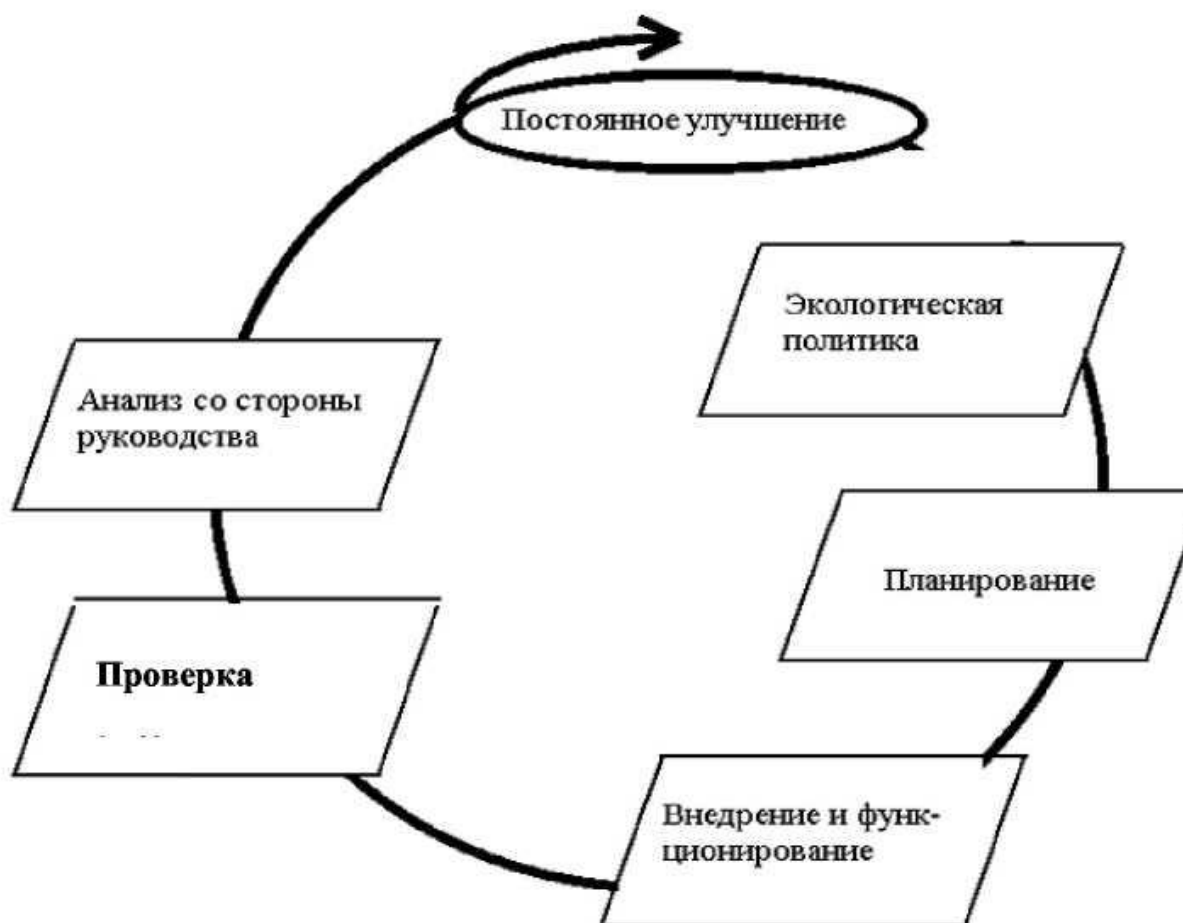 Постоянное улучшение
Экологическая
политика
Анализ со стороны
руководства
Планирование
Проверка
Внедрение и функ-
ционирование